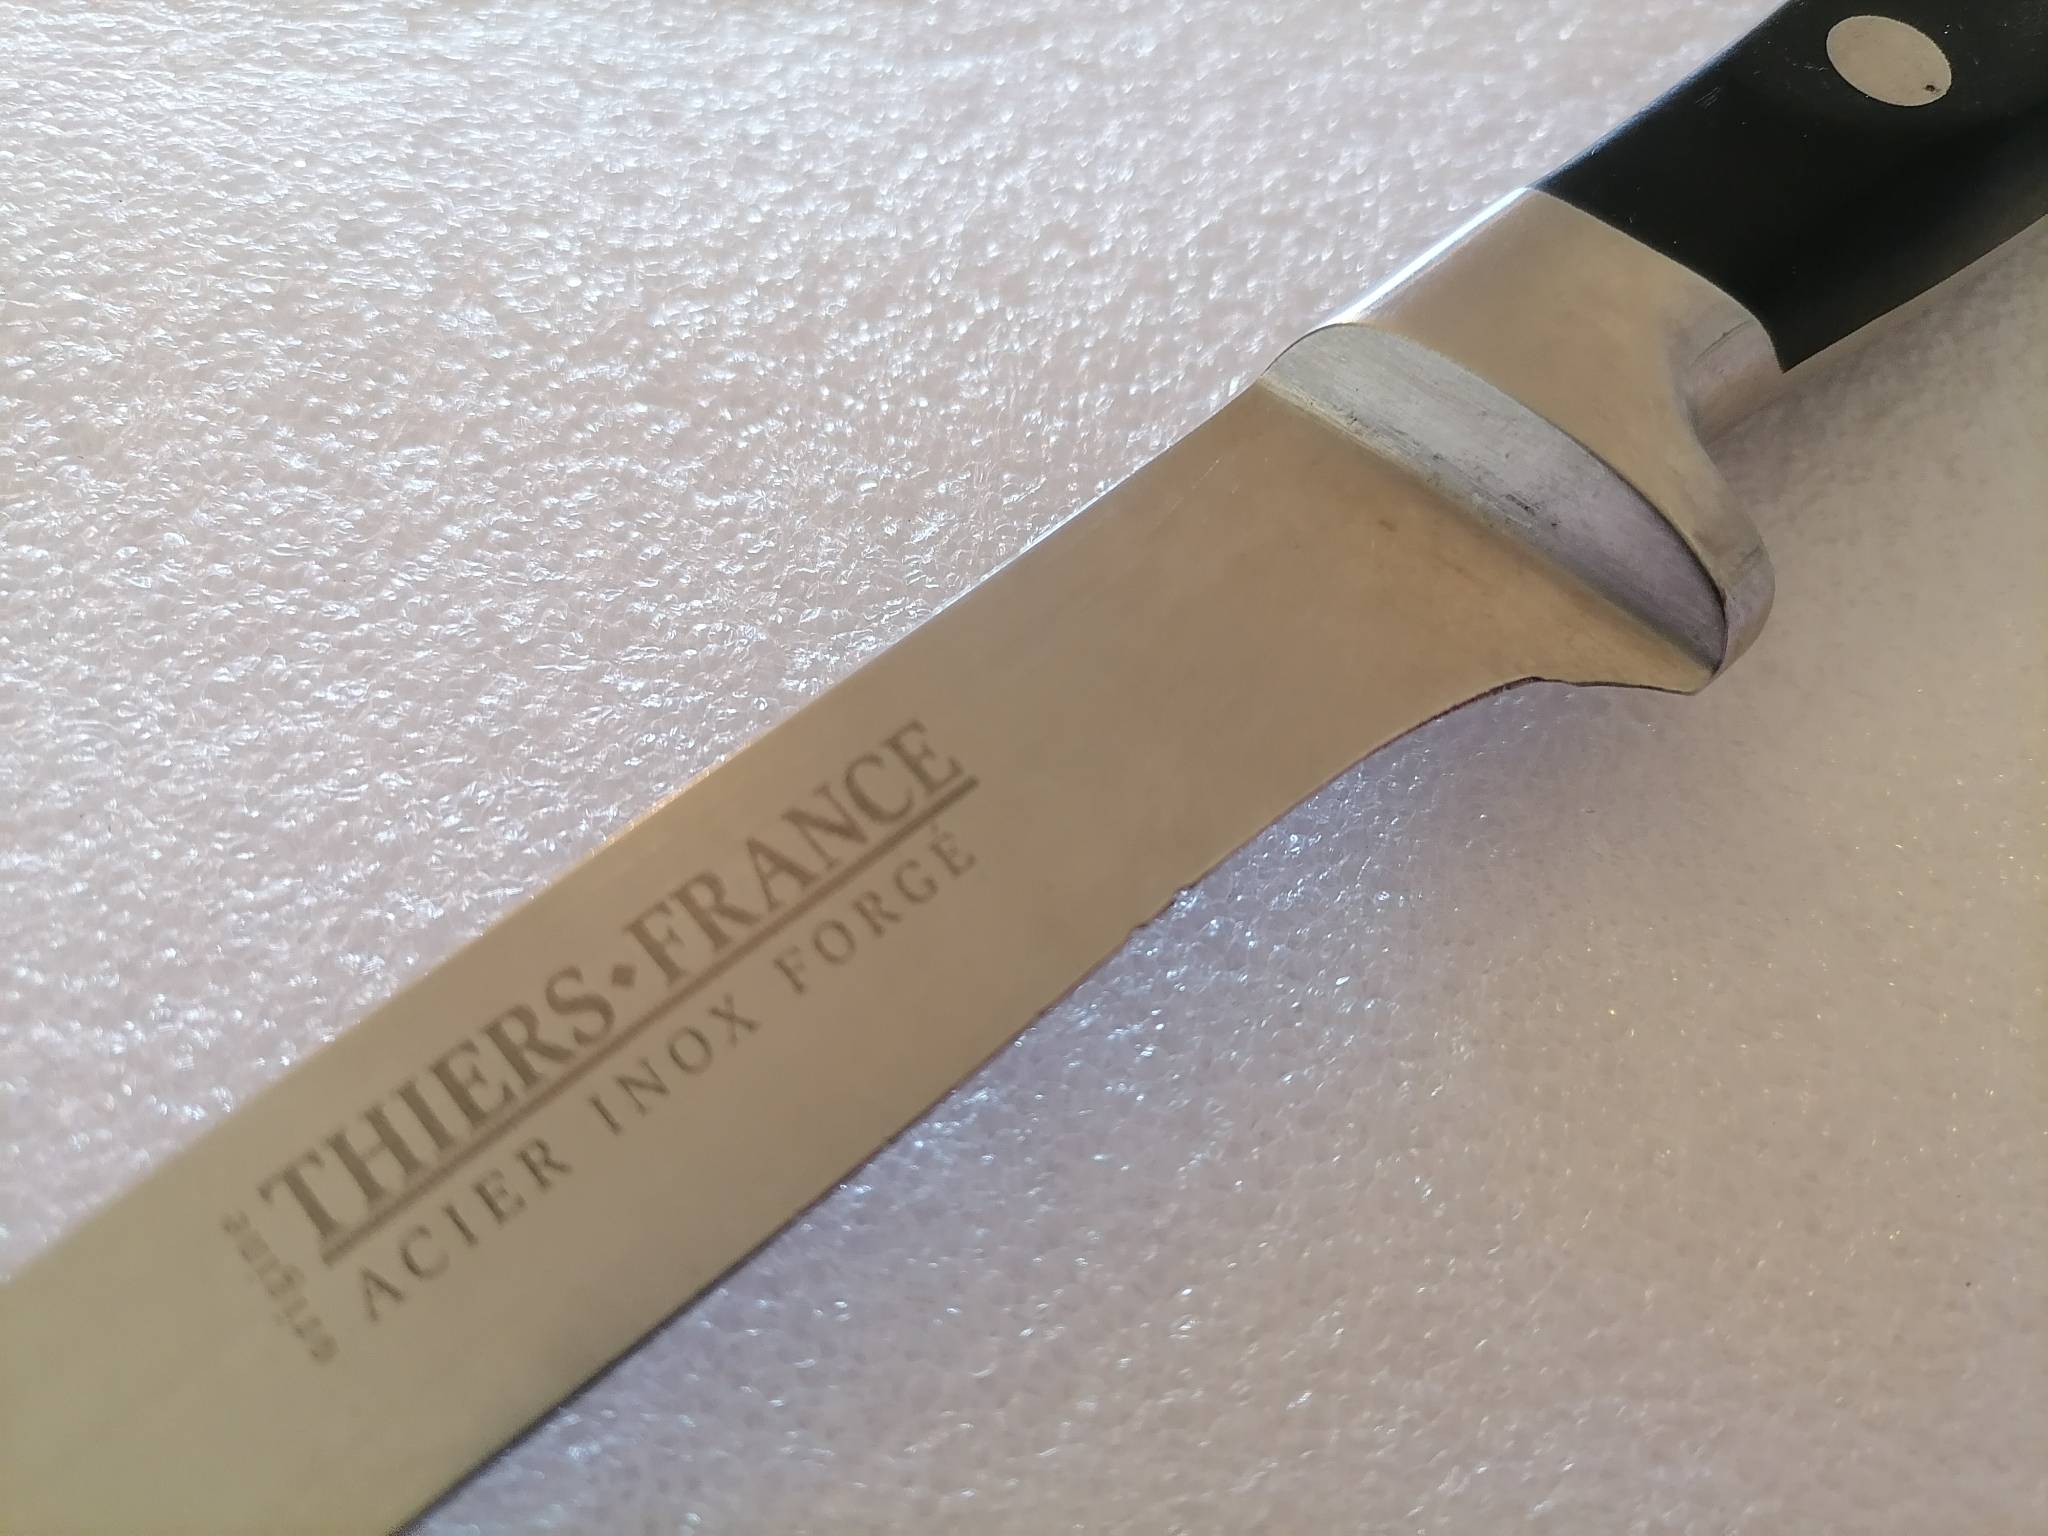 THIERS◆FRANCE
ACIER INOX FORGÉ